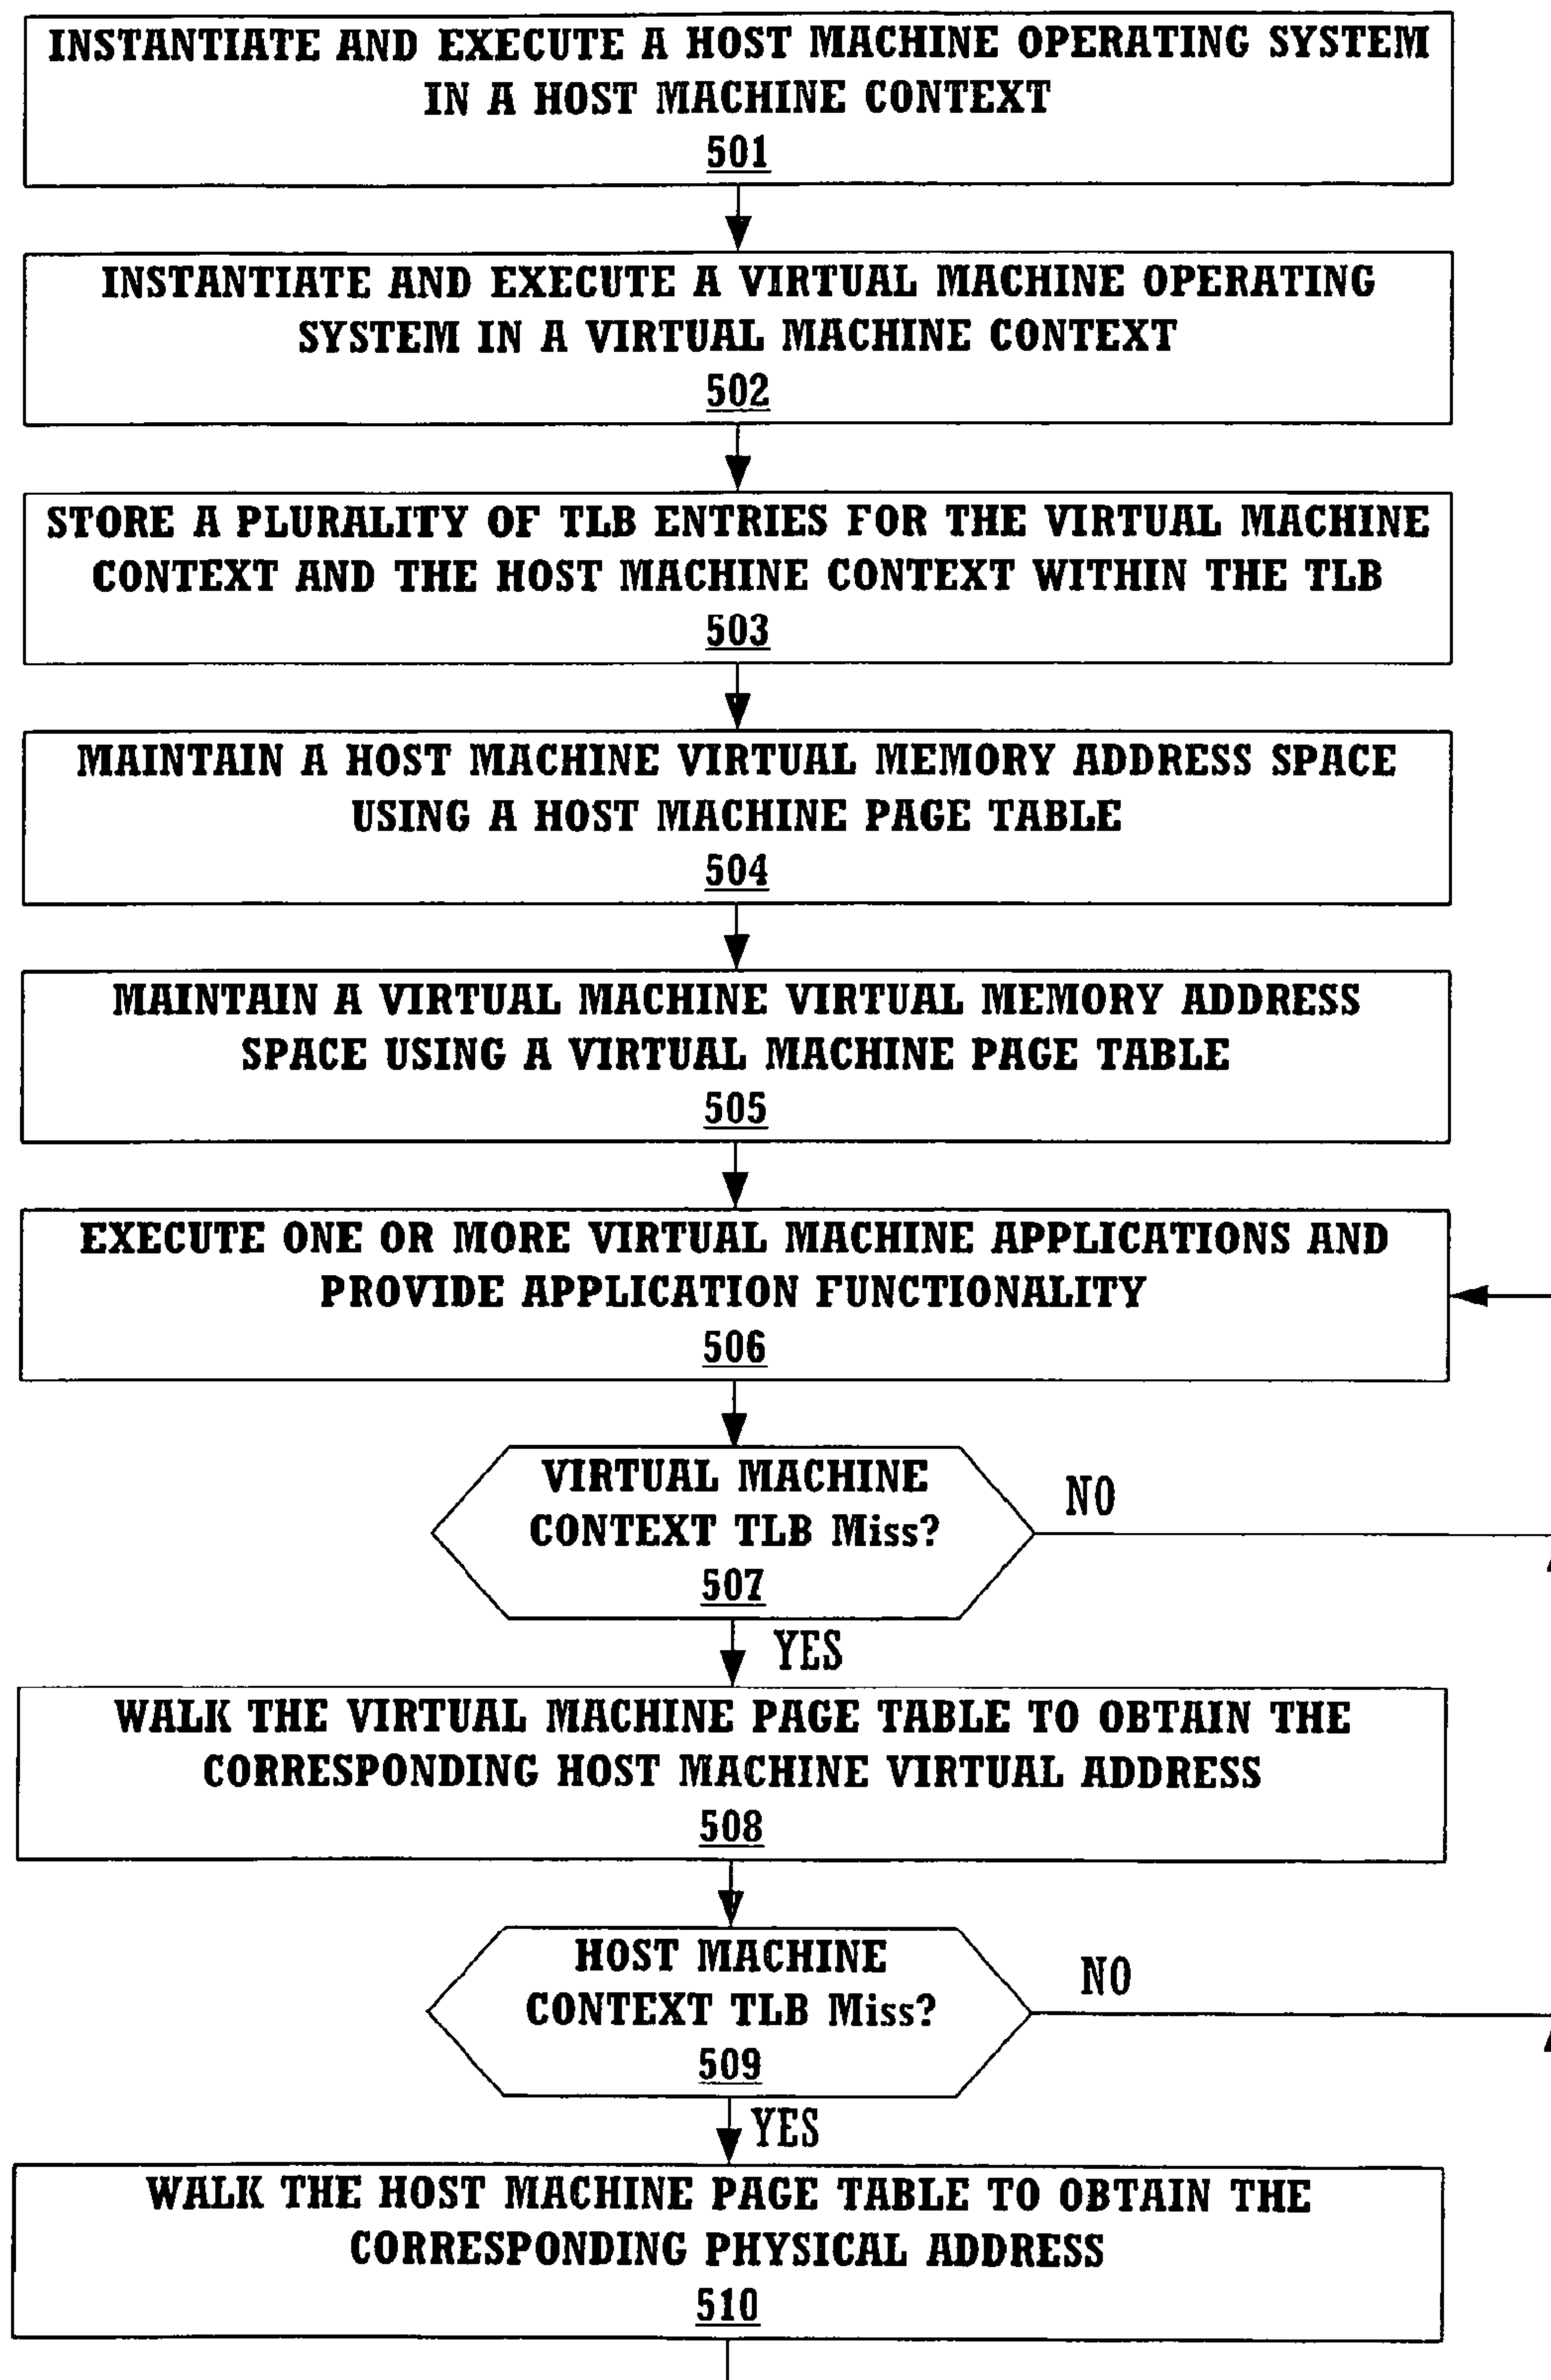 INSTANTIATE AND EXECUTE A HOST MACHINE OPERATING SYSTEM
IN A HOST MACHINE CONTEXT
501
INSTANTIATE AND EXECUTE A VIRTUAL MACHINE OPERATING
SYSTEM IN A VIRTUAL MACHINE CONTEXT
502
STORE A PLURALITY OF TLB ENTRIES FOR THE VIRTUAL MACHINE
CONTEXT AND THE HOST MACHINE CONTEXT WITHIN THE TLB
503
MAINTAIN A HOST MACHINE VIRTUAL MEMORY ADDRESS SPACE
USING A HOST MACHINE PAGE TABLE
504
MAINTAIN A VIRTUAL MACHINE VIRTUAL MEMORY ADDRESS
SPACE USING A VIRTUAL MACHINE PAGE TABLE
505
EXECUTE ONE OR MORE VIRTUAL MACHINE APPLICATIONS AND
PROVIDE APPLICATION FUNCTIONALITY
506
VIRTUAL MACHINE
CONTEXT TLB Miss?
507
NO
YES
WALK THE VIRTUAL MACHINE PAGE TABLE TO OBTAIN THE
CORRESPONDING HOST MACHINE VIRTUAL ADDRESS
508
HOST MACHINE
CONTEXT TLB Miss?
509
NO
YES
WALK THE HOST MACHINE PAGE TABLE TO OBTAIN THE
CORRESPONDING PHYSICAL ADDRESS
510